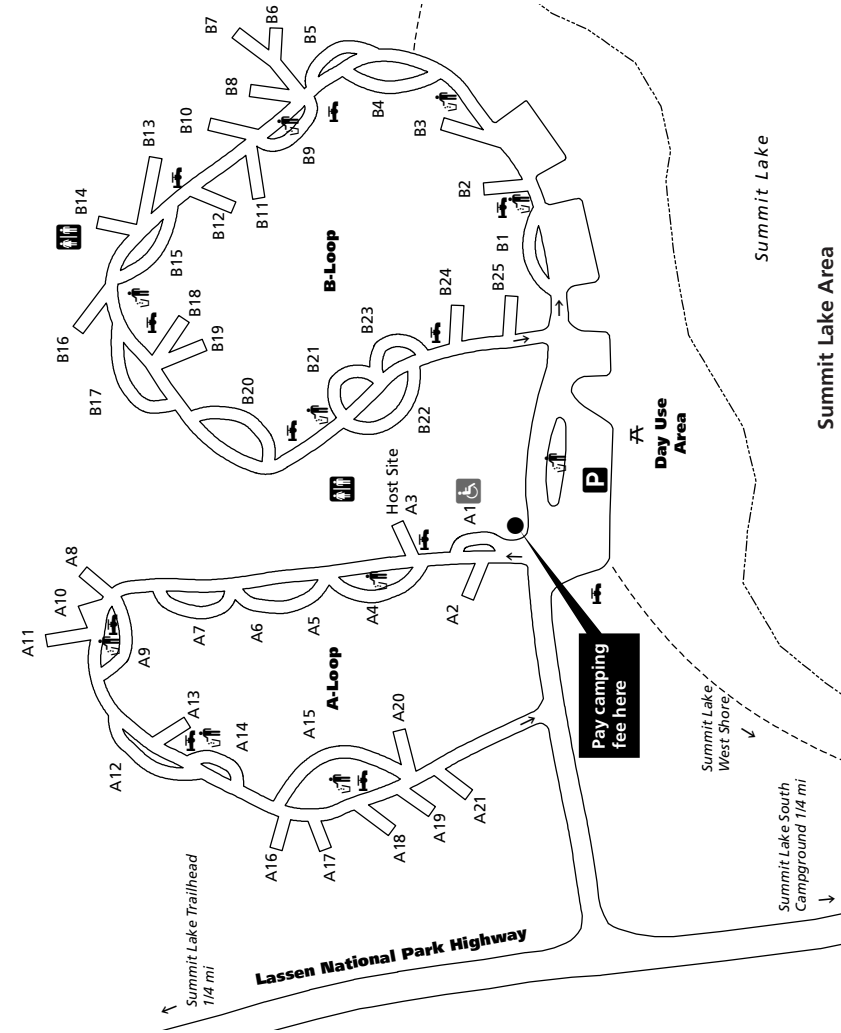 Summit Lake Trailhead
1/4 mi
Lassen National Park Highway
A11
A10
A8
A9
A7
A6
A5
A4
Host Site
A3
A1
A2
A12
A13
A14
A15
A20
A-Loop
A16
A17
A18
A19
A21
B16
B14
B13
B10
B8
B7
B6
B5
B4
B3
B9
B11
B12
B15
B17
B18
B19
B20
B21
B23
B22
B-Loop
B24
B25
B1
B2
P
Pay camping
fee here
Day Use
Area
Summit Lake
West Shore
Summit Lake
Summit Lake South
Campground 1/4 mi
Summit Lake Area